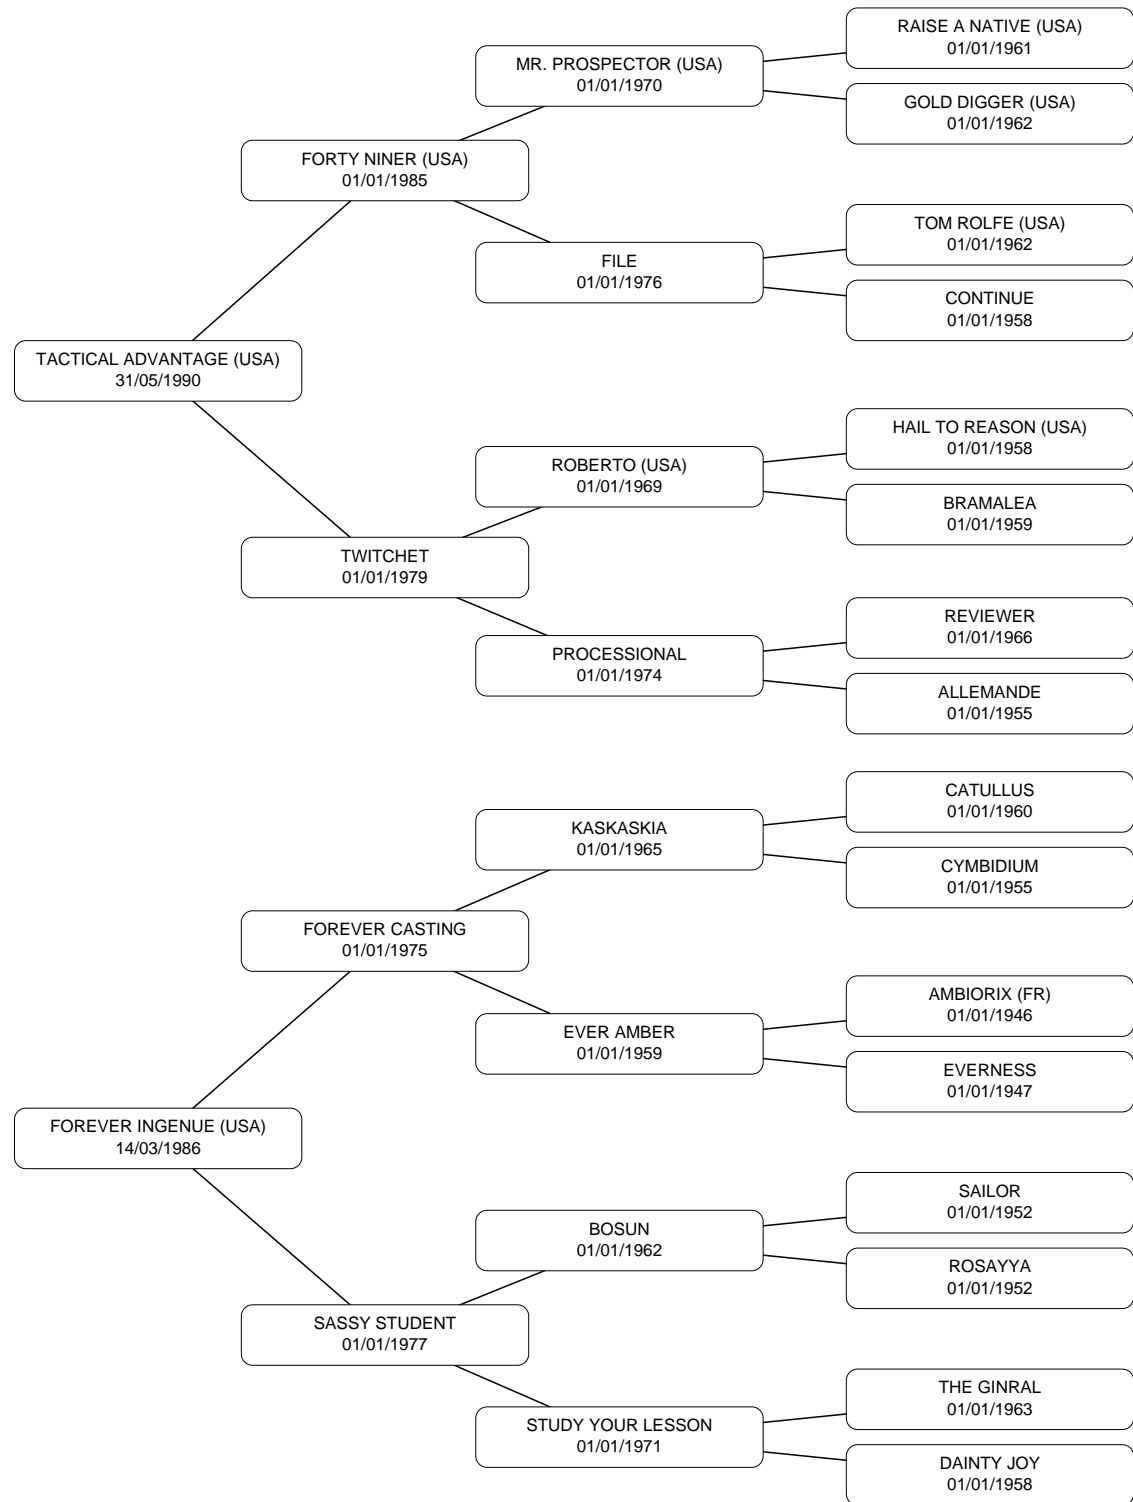 RAISE A NATIVE (USA)
01/01/1961
MR. PROSPECTOR (USA)
01/01/1970
GOLD DIGGER (USA)
01/01/1962
FORTY NINER (USA)
01/01/1985
TOM ROLFE (USA)
01/01/1962
FILE
01/01/1976
CONTINUE
01/01/1958
TACTICAL ADVANTAGE (USA)
31/05/1990
HAIL TO REASON (USA)
01/01/1958
ROBERTO (USA)
01/01/1969
BRAMALEA
01/01/1959
TWITCHET
01/01/1979
REVIEWER
01/01/1966
PROCESSIONAL
01/01/1974
ALLEMANDE
01/01/1955
CATULLUS
01/01/1960
KASKASKIA
01/01/1965
CYMBIDIUM
01/01/1955
FOREVER CASTING
01/01/1975
AMBIORIX (FR)
01/01/1946
EVER AMBER
01/01/1959
EVERNESS
01/01/1947
FOREVER INGENUE (USA)
14/03/1986
SAILOR
01/01/1952
BOSUN
01/01/1962
ROSAYYA
01/01/1952
SASSY STUDENT
01/01/1977
THE GINRAL
01/01/1963
STUDY YOUR LESSON
01/01/1971
DAINTY JOY
01/01/1958